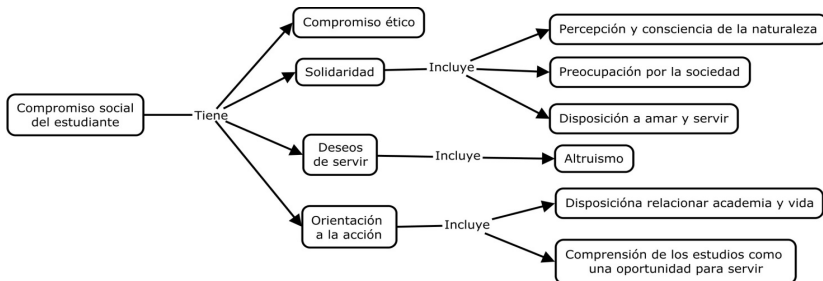 Compromiso social
del estudiante
Tiene
Compromiso ético
Solidaridad
Incluye
Percepción y consciencia de la naturaleza
Preocupación por la sociedad
Disposición a amar y servir
Deseos
de servir
Incluye
Altruismo
Orientación
a la acción
Incluye
Disposicióna relacionar academia y vida
Comprensión de los estudios como
una oportunidad para servir